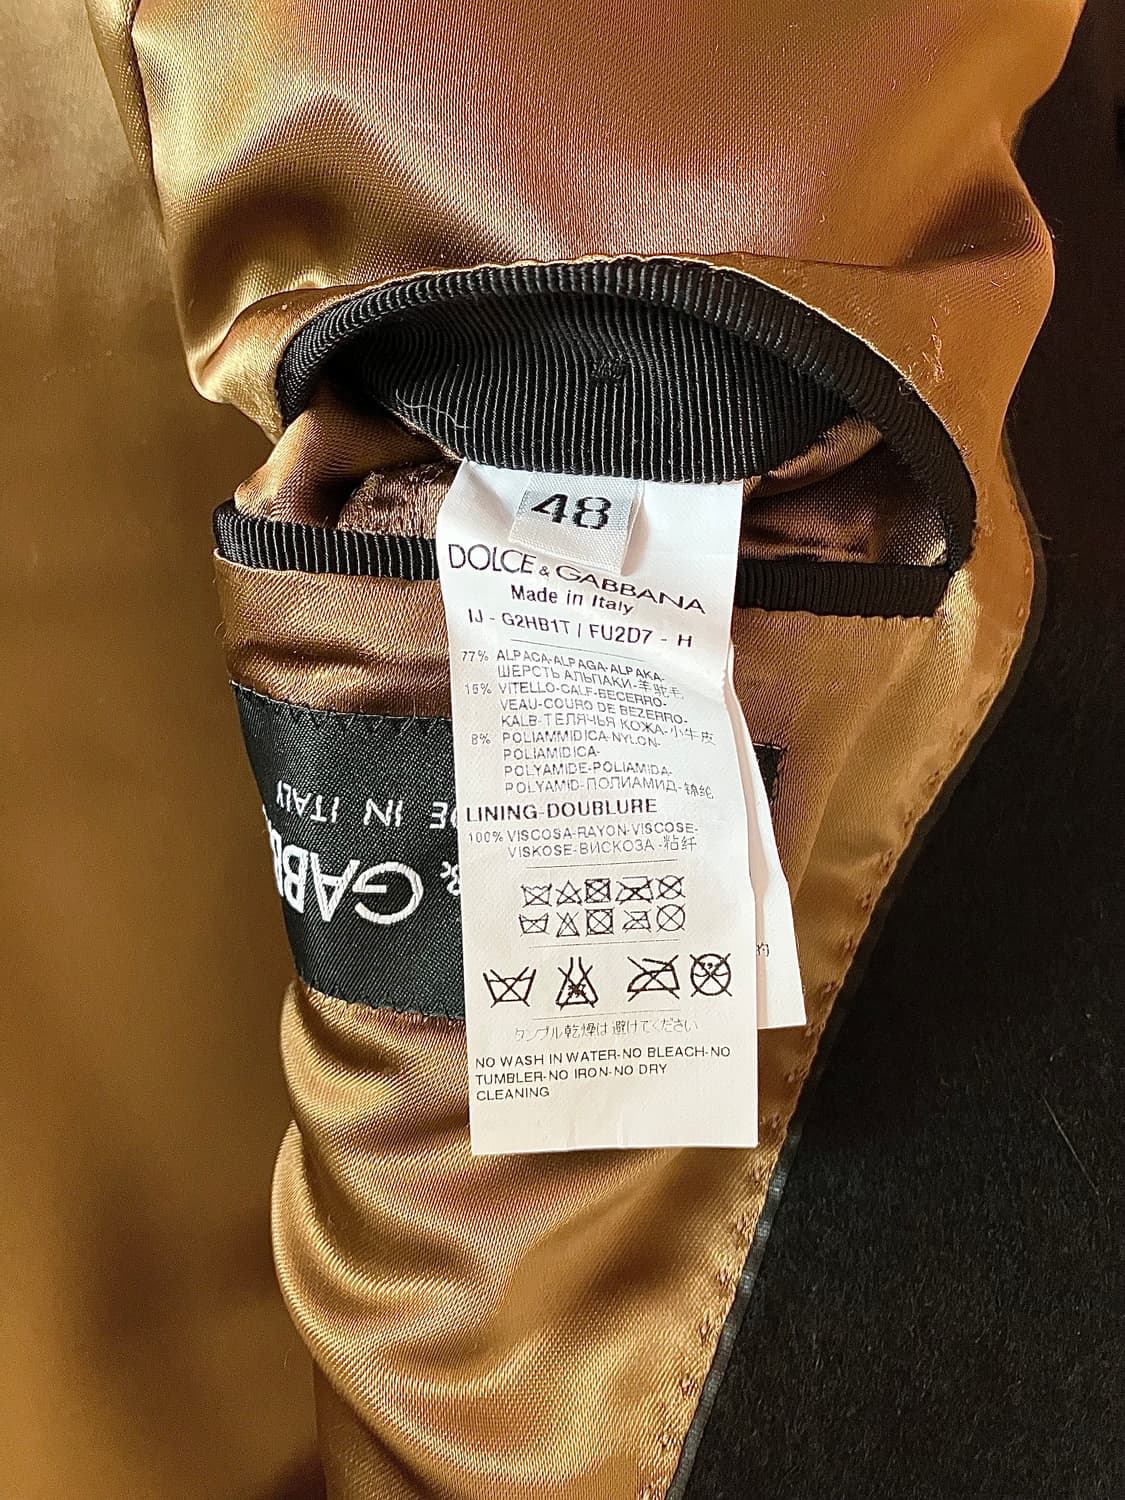 48
DOLCE & GABBANA
Made in Italy
IJ - G2HB1T / FU2D7 - H
77% ALPACA-ALPAGA-ALPAKA-
ШЕРСТЬ АЛЬПАКИ-羊驼毛
15% VITELLO-CALF-BECERRO-
VEAU-COURO DE BEZERRO-
KALB-ТЕЛЯЧЬЯ КОЖА-小牛皮
8% POLIAMMIDICA-NYLON-
POLIAMIDICA-
POLYAMIDE-POLIAMIDA-
POLYAMID-ПОЛИАМИД-锦纶
LINING-DOUBLURE
100% VISCOSA-RAYON-VISCOSE-
VISKOSE-ВИСКОЗА-粘纤
タンブル乾燥は避けてください
NO WASH IN WATER-NO BLEACH-NO
TUMBLER-NO IRON-NO DRY
CLEANING
的
& GABB
DE IN ITALY